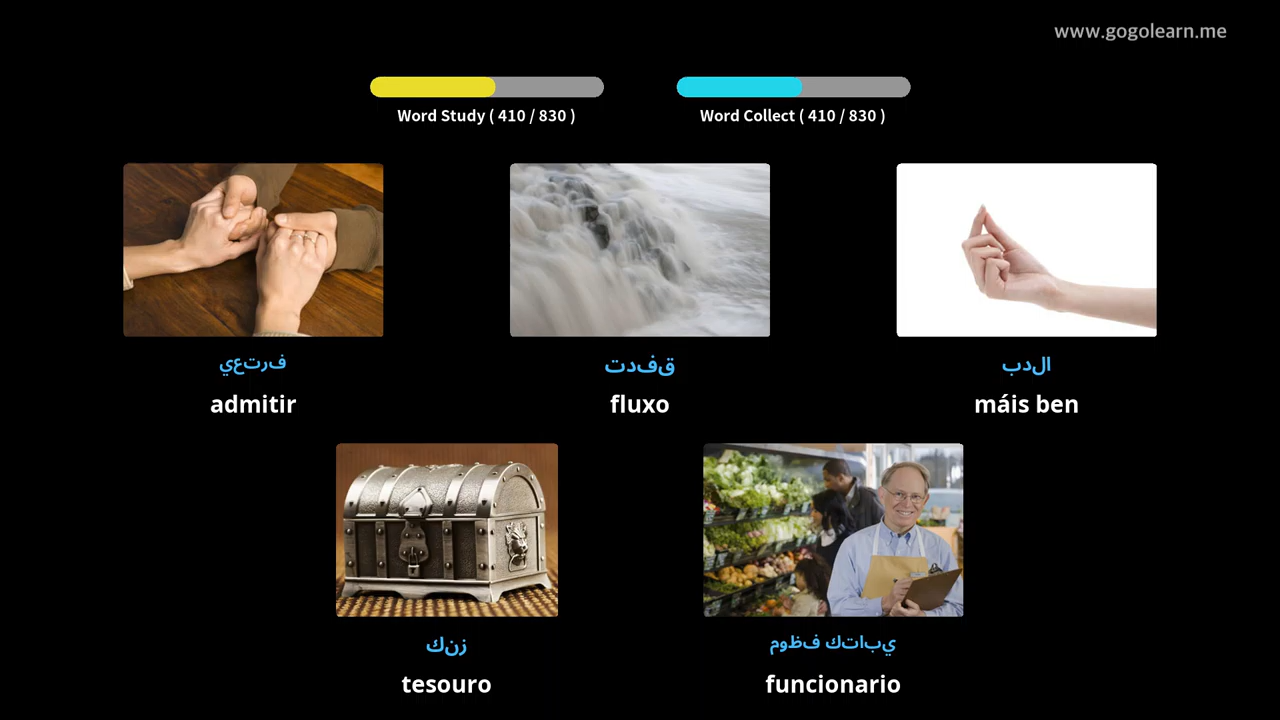 www.gogolearn.me
Word Study ( 410 / 830 )
Word Collect ( 410 / 830 )
فرتعي
قفدت
الدب
admitir
fluxo
máis ben
زنك
يباتك فظوم
tesouro
funcionario